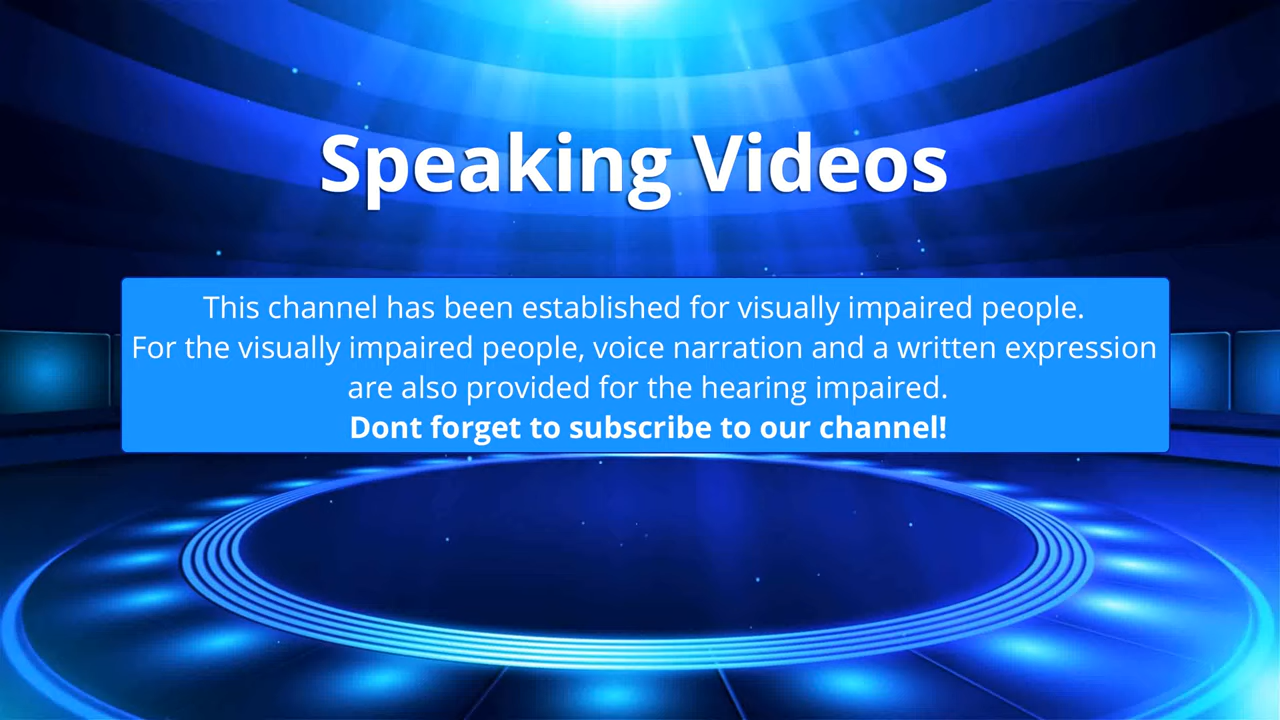 Speaking Videos
This channel has been established for visually impaired people.
For the visually impaired people, voice narration and a written expression
are also provided for the hearing impaired.
Dont forget to subscribe to our channel!